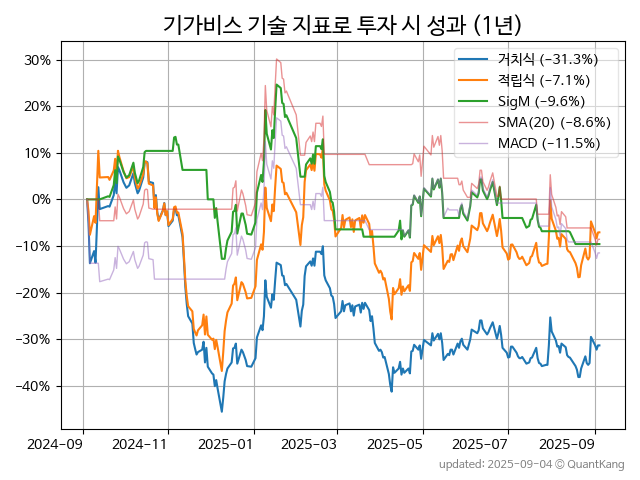 기가비스 기술 지표로 투자 시 성과 (1년)
거치식 (−31.3%)
적립식 (−7.1%)
SigM (−9.6%)
SMA(20) (−8.6%)
MACD (−11.5%)
30%
20%
10%
0%
−10%
−20%
−30%
−40%
2024-09
2024-11
2025-01
2025-03
2025-05
2025-07
2025-09
updated: 2025-09-04 © QuantKang